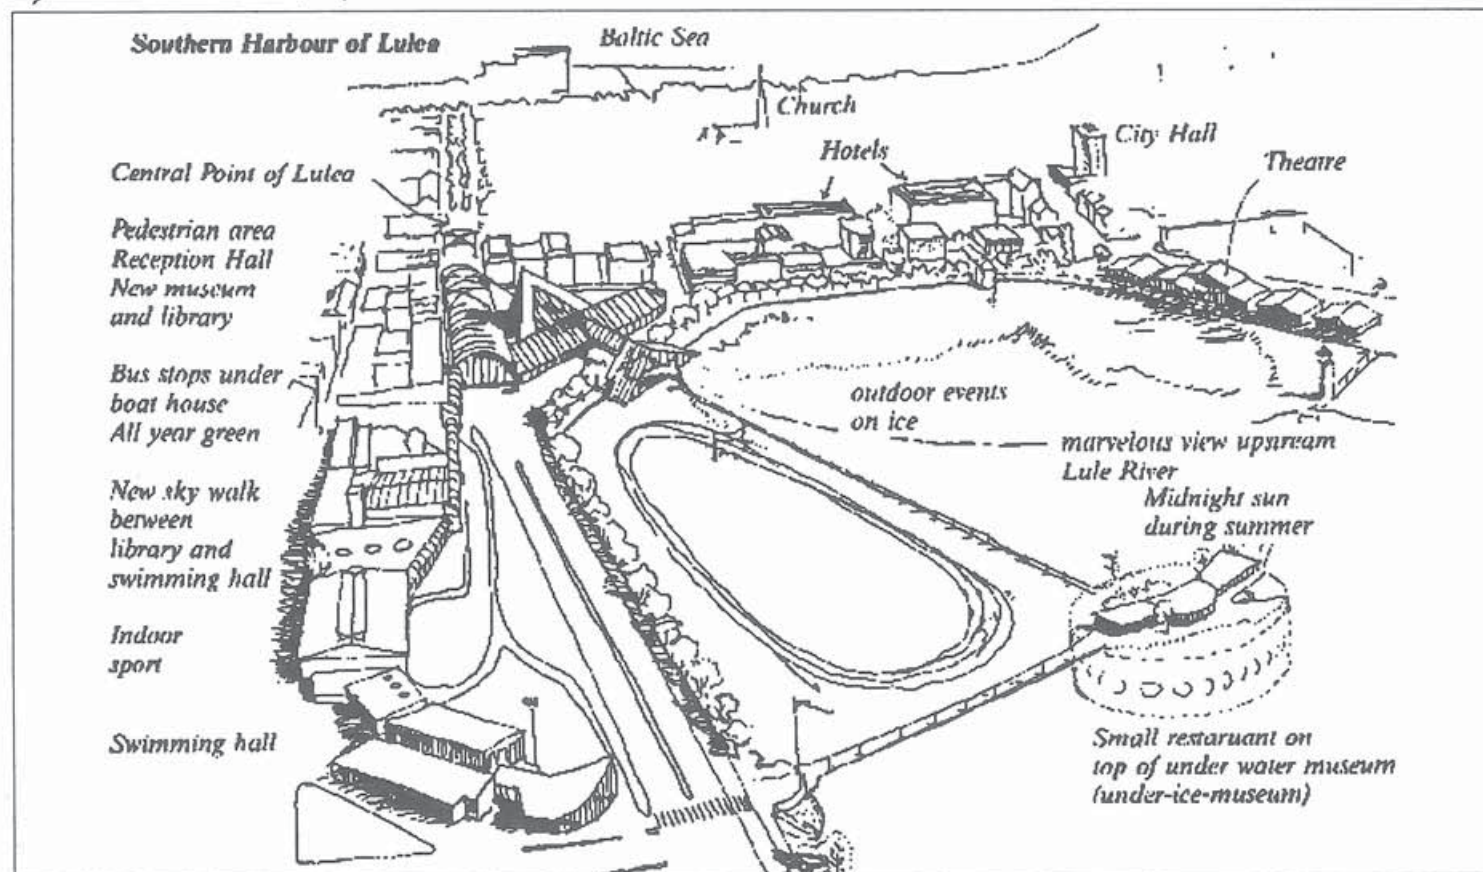 Southern Harbour of Lulea
Baltic Sea
Church
City Hall
Hotels
Theatre
Central Point of Lulea
Pedestrian area
Reception Hall
New museum
and library
Bus stops under
boat house
All year green
outdoor events
on ice
marvelous view upstream
Lule River
New sky walk
between
library and
swimming hall
Midnight sun
during summer
Indoor
sport
Swimming hall
Small restaruant on
top of under water museum
(under-ice-museum)